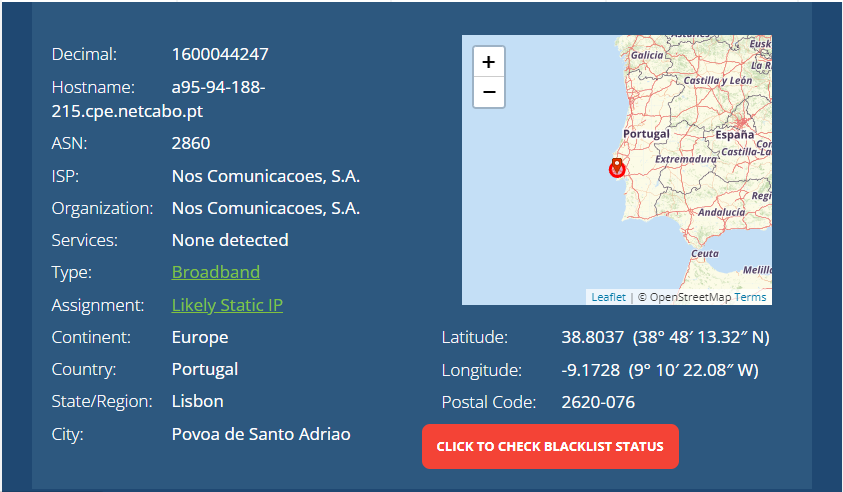 Decimal: 1600044247
Hostname: a95-94-188-
215.cpe.netcabo.pt
ASN: 2860
ISP: Nos Comunicacoes, S.A.
Organization: Nos Comunicacoes, S.A.
Services: None detected
Type: Broadband
Assignment: Likely Static IP
Continent: Europe
Country: Portugal
State/Region: Lisbon
City: Povoa de Santo Adriao
+
−
Asturies
Eusk
Galicia
La R
Castilla y León
Portugal
España
Con
Castilla-La
Extremadura
Regi
Andalucía
Ceuta
Melill
Leaflet | © OpenStreetMap Terms
Latitude: 38.8037 (38° 48′ 13.32″ N)
Longitude: -9.1728 (9° 10′ 22.08″ W)
Postal Code: 2620-076
CLICK TO CHECK BLACKLIST STATUS